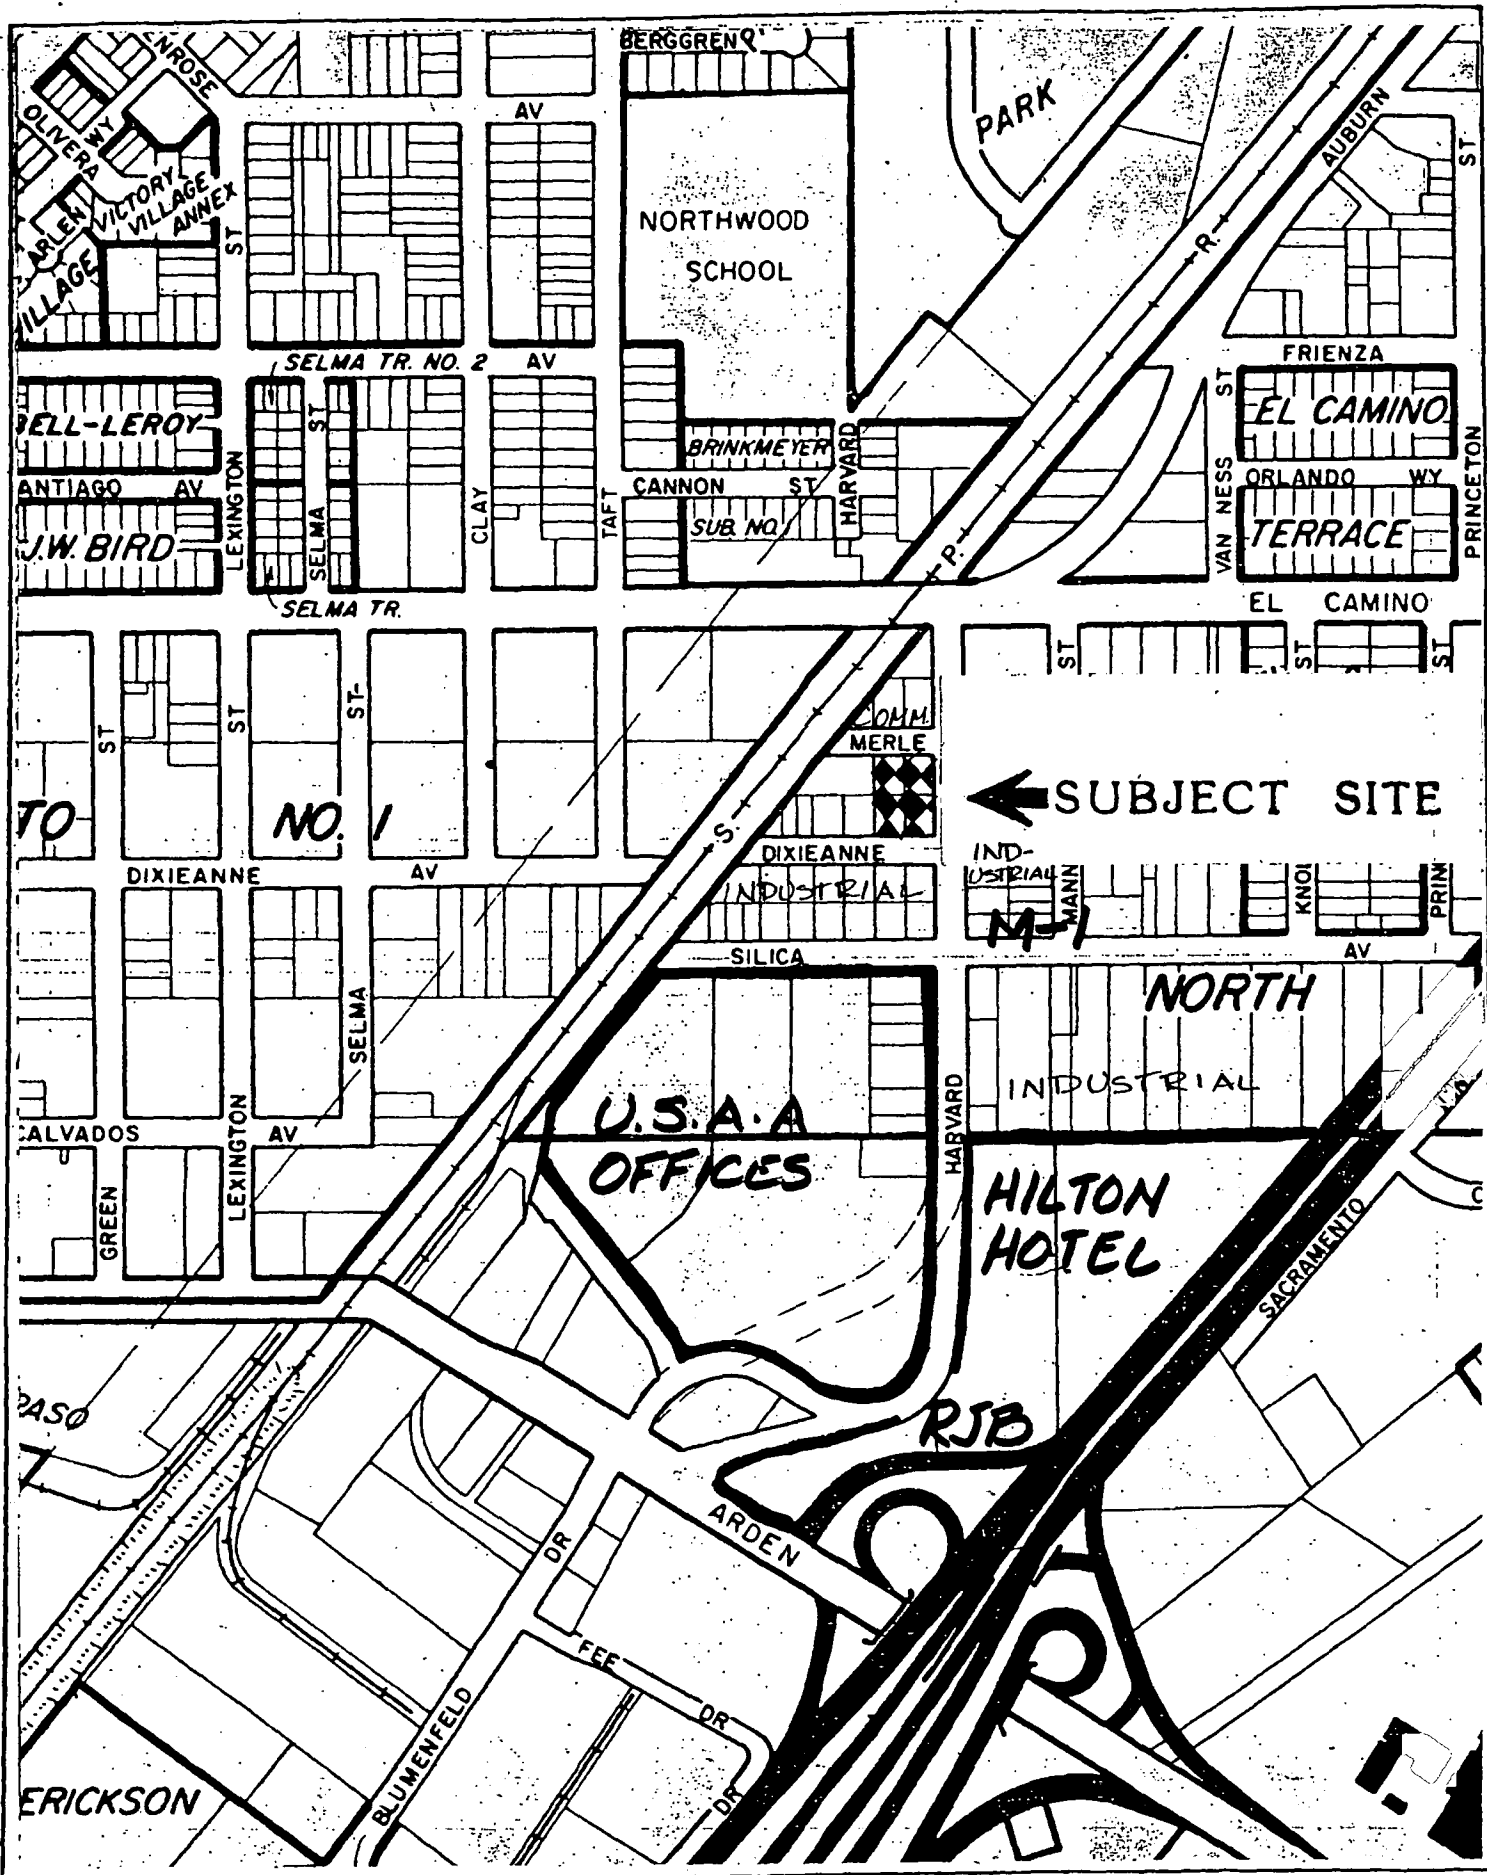 BERGGREN
AV
PARK
AUBURN
ST
OLIVERA
WY
VICTORY
VILLAGE
ANNEX
ARLEN
ST
NORTHWOOD
SCHOOL
R.
SELMA TR. NO. 2
AV
FRIENZA
ST
EL CAMINO
BELL-LEROY
ST
BRINKMEYER
HARVARD
PRINCETON
LEXINGTON
AV
CANNON
ST
ORLANDO
WY
VAN NESS
CLAY
TAFT
SUB. NO. 1
TERRACE
J.W. BIRD
SELMA
P.
SELMA TR.
EL CAMINO
ST
ST
ST
ST
ST
ST
COMM.
MERLE
SUBJECT SITE
TO
NO. 1
S.
DIXIEANNE
IND-
USTRIAL
DIXIEANNE
AV
INDUSTRIAL
MANN
KNOL
PRIN
M-1
SILICA
AV
NORTH
SELMA
HARVARD
INDUSTRIAL
U.S.A.A
OFFICES
CALVADOS
AV
LEXINGTON
GREEN
HILTON
HOTEL
SACRAMENTO
PASO
RJB
ARDEN
DR
FEE
DR
DR
BLUMENFELD
ERICKSON